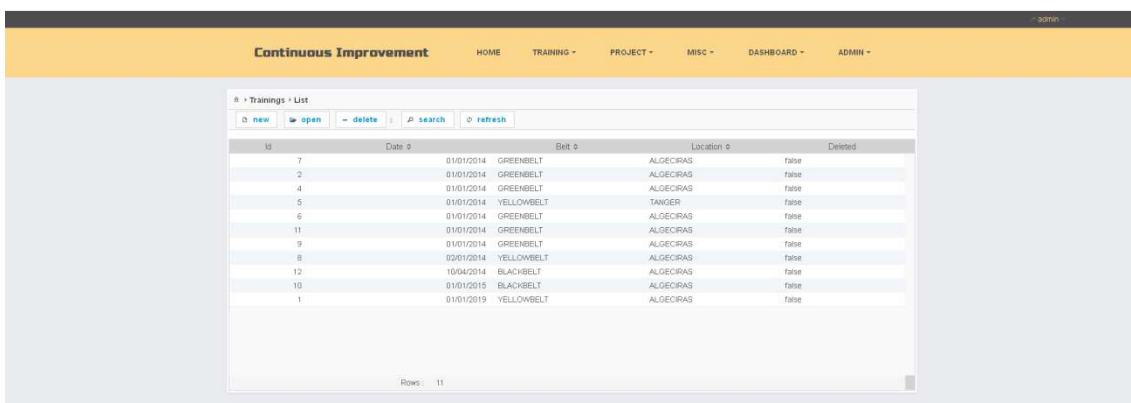 admin
Continuous Improvement HOME TRAINING PROJECT MISC DASHBOARD ADMIN
Trainings List
new open delete search refresh
Id Date Belt Location Deleted
7 01/01/2014 GREENBELT ALGECIRAS false
2 01/01/2014 GREENBELT ALGECIRAS false
4 01/01/2014 GREENBELT ALGECIRAS false
5 01/01/2014 YELLOWBELT TANGER false
6 01/01/2014 GREENBELT ALGECIRAS false
11 01/01/2014 GREENBELT ALGECIRAS false
9 01/01/2014 GREENBELT ALGECIRAS false
8 02/01/2014 YELLOWBELT ALGECIRAS false
12 10/04/2014 BLACKBELT ALGECIRAS false
10 01/01/2015 BLACKBELT ALGECIRAS false
1 01/01/2019 YELLOWBELT ALGECIRAS false
Rows: 11